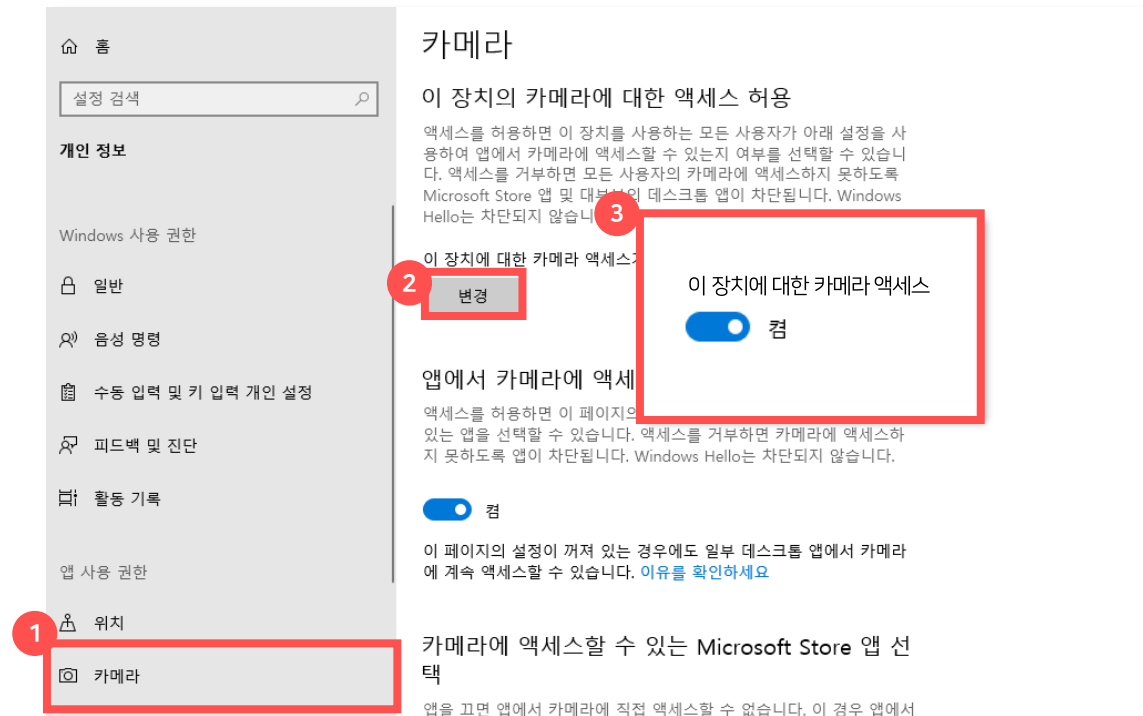 홈
설정 검색
개인 정보
Windows 사용 권한
일반
음성 명령
수동 입력 및 키 입력 개인 설정
피드백 및 진단
활동 기록
앱 사용 권한
위치
1
카메라
카메라
이 장치의 카메라에 대한 액세스 허용
액세스를 허용하면 이 장치를 사용하는 모든 사용자가 아래 설정을 사
용하여 앱에서 카메라에 액세스할 수 있는지 여부를 선택할 수 있습니
다. 액세스를 거부하면 모든 사용자의 카메라에 액세스하지 못하도록
Microsoft Store 앱 및 대부분의 데스크톱 앱이 차단됩니다. Windows
Hello는 차단되지 않습니
이 장치에 대한 카메라 액세스
2
변경
3
이 장치에 대한 카메라 액세스
켬
앱에서 카메라에 액세
액세스를 허용하면 이 페이지의
있는 앱을 선택할 수 있습니다. 액세스를 거부하면 카메라에 액세스하
지 못하도록 앱이 차단됩니다. Windows Hello는 차단되지 않습니다.
켬
이 페이지의 설정이 꺼져 있는 경우에도 일부 데스크톱 앱에서 카메라
에 계속 액세스할 수 있습니다. 이유를 확인하세요
카메라에 액세스할 수 있는 Microsoft Store 앱 선
택
앱을 끄면 앱에서 카메라에 직접 액세스할 수 없습니다. 이 경우 앱에서